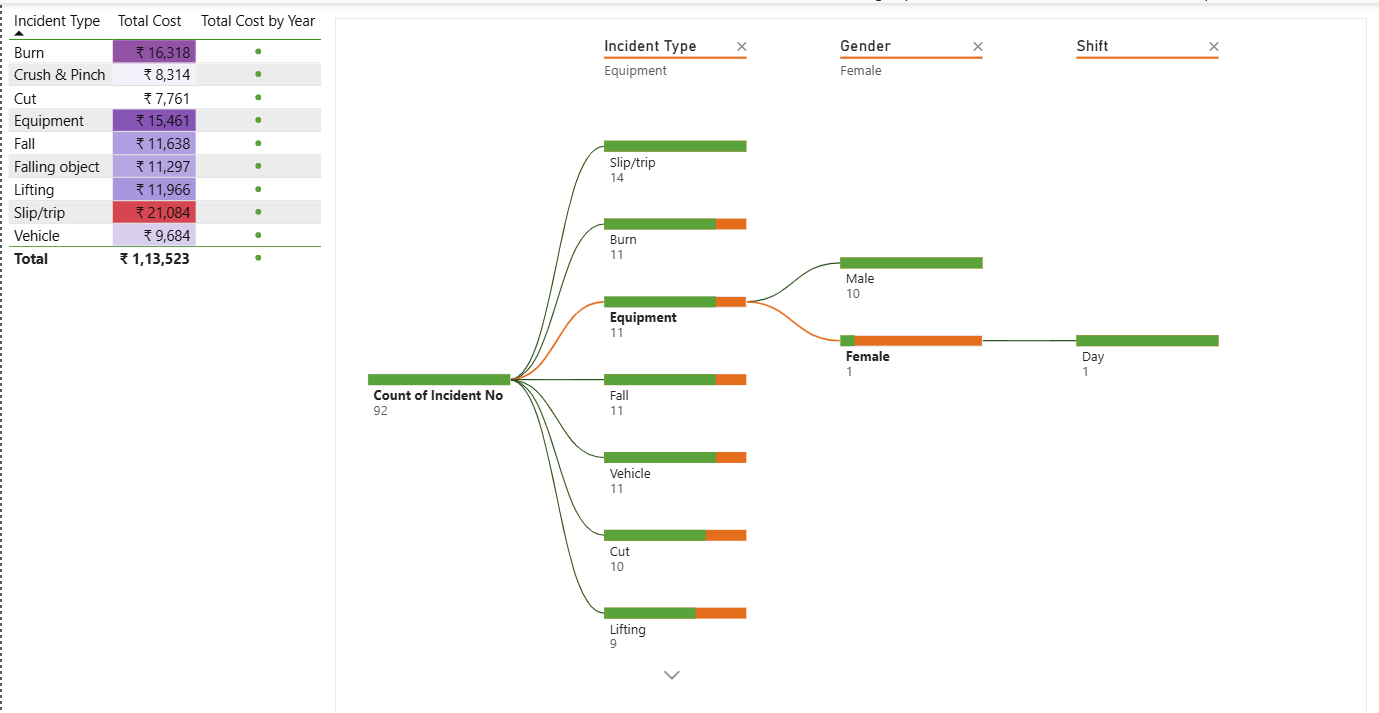 Incident Type Total Cost Total Cost by Year
Burn ₹ 16,318
Crush & Pinch ₹ 8,314
Cut ₹ 7,761
Equipment ₹ 15,461
Fall ₹ 11,638
Falling object ₹ 11,297
Lifting ₹ 11,966
Slip/trip ₹ 21,084
Vehicle ₹ 9,684
Total ₹ 1,13,523
Incident Type
Equipment
Gender
Female
Shift
Count of Incident No
92
Slip/trip
14
Burn
11
Equipment
11
Fall
11
Vehicle
11
Cut
10
Lifting
9
Male
10
Female
1
Day
1